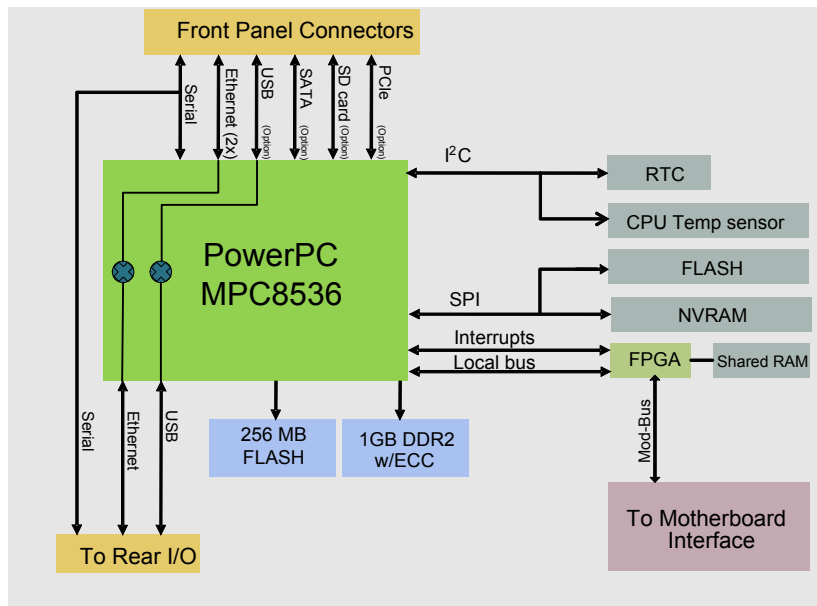 Front Panel Connectors
Serial
Ethernet (2x)
USB
(Option)
SATA
(Option)
SD card (Option)
PCIe
(Option)
I²C
RTC
CPU Temp sensor
PowerPC
MPC8536
FLASH
SPI
NVRAM
Interrupts
Local bus
FPGA
Shared RAM
Serial
Ethernet
USB
256 MB
FLASH
1GB DDR2
w/ECC
Mod-Bus
To Motherboard
Interface
To Rear I/O